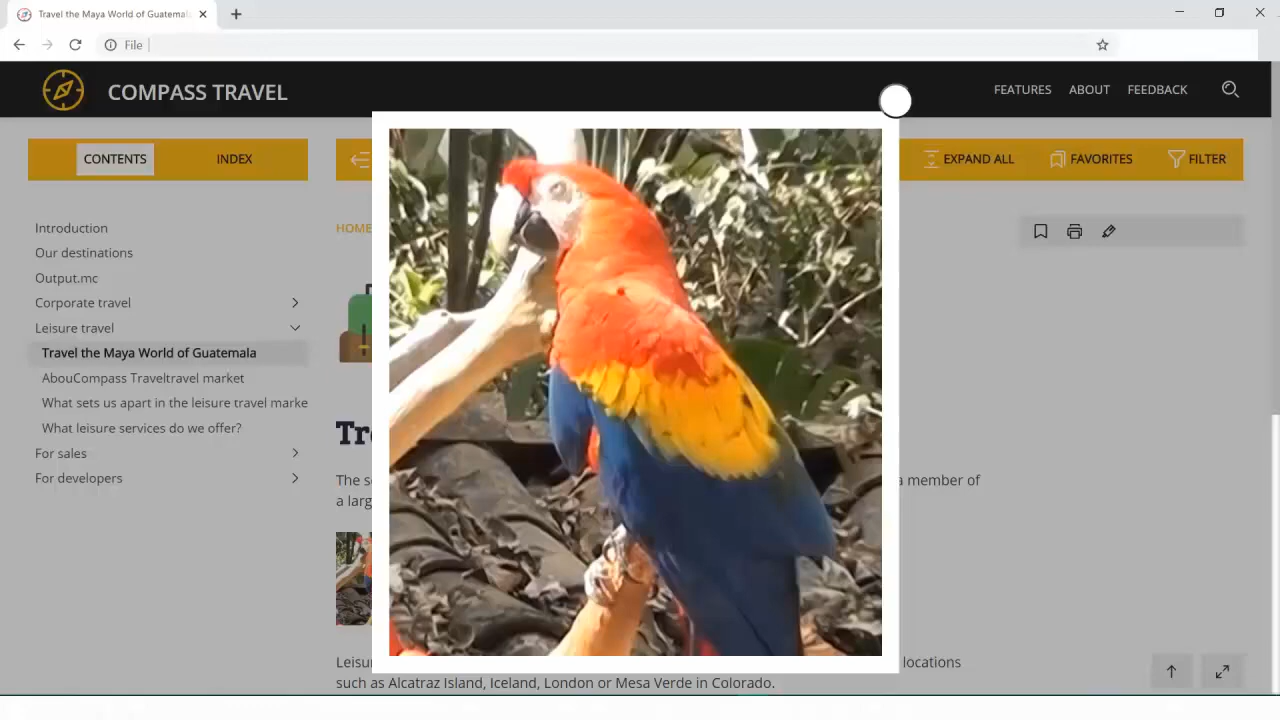 Travel the Maya World of Guatemal
File
COMPASS TRAVEL
FEATURES
ABOUT
FEEDBACK
CONTENTS
INDEX
EXPAND ALL
FAVORITES
FILTER
Introduction
Our destinations
Output.mc
Corporate travel
Leisure travel
Travel the Maya World of Guatemala
AbouCompass Traveltravel market
What sets us apart in the leisure travel marke
What leisure services do we offer?
For sales
For developers
HOME
Tr
The s
a member of
a larg
Leisu
locations
such as Alcatraz Island, Iceland, London or Mesa Verde in Colorado.